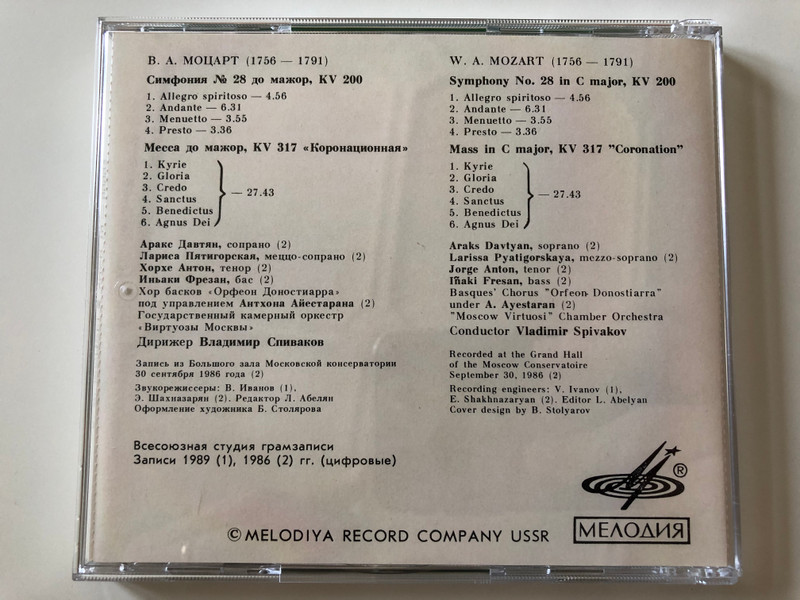 В. А. МОЦАРТ (1756 — 1791)
Симфония № 28 до мажор, KV 200
1. Allegro spiritoso — 4.56
2. Andante — 6.31
3. Menuetto — 3.55
4. Presto — 3.36
Месса до мажор, KV 317 «Коронационная»
1. Kyrie
2. Gloria
3. Credo
4. Sanctus
5. Benedictus
6. Agnus Dei
— 27.43
Аракс Давтян, сопрано (2)
Лариса Пятигорская, меццо-сопрано (2)
Хорхе Антон, тенор (2)
Иньаки Фрезан, бас (2)
Хор басков «Орфеон Доностиарра»
под управлением Антхона Айестарана (2)
Государственный камерный оркестр
«Виртуозы Москвы»
Дирижер Владимир Спиваков
Запись из Большого зала Московской консерватории
30 сентября 1986 года (2)
Звукорежиссеры: В. Иванов (1),
Э. Шахназарян (2). Редактор Л. Абелян
Оформление художника Б. Столярова
Всесоюзная студия грамзаписи
Записи 1989 (1), 1986 (2) гг. (цифровые)
W. A. MOZART (1756 — 1791)
Symphony No. 28 in C major, KV 200
1. Allegro spiritoso — 4.56
2. Andante — 6.31
3. Menuetto — 3.55
4. Presto — 3.36
Mass in C major, KV 317 "Coronation"
1. Kyrie
2. Gloria
3. Credo
4. Sanctus
5. Benedictus
6. Agnus Dei
— 27.43
Araks Davtyan, soprano (2)
Larissa Pyatigorskaya, mezzo-soprano (2)
Jorge Anton, tenor (2)
Iñaki Fresan, bass (2)
Basques' Chorus "Orfeon Donostiarra"
under A. Ayestaran (2)
"Moscow Virtuosi" Chamber Orchestra
Conductor Vladimir Spivakov
Recorded at the Grand Hall
of the Moscow Conservatoire
September 30, 1986 (2)
Recording engineers: V. Ivanov (1),
E. Shakhnazaryan (2). Editor L. Abelyan
Cover design by B. Stolyarov
®
МЕЛОДИЯ
© MELODIYA RECORD COMPANY USSR